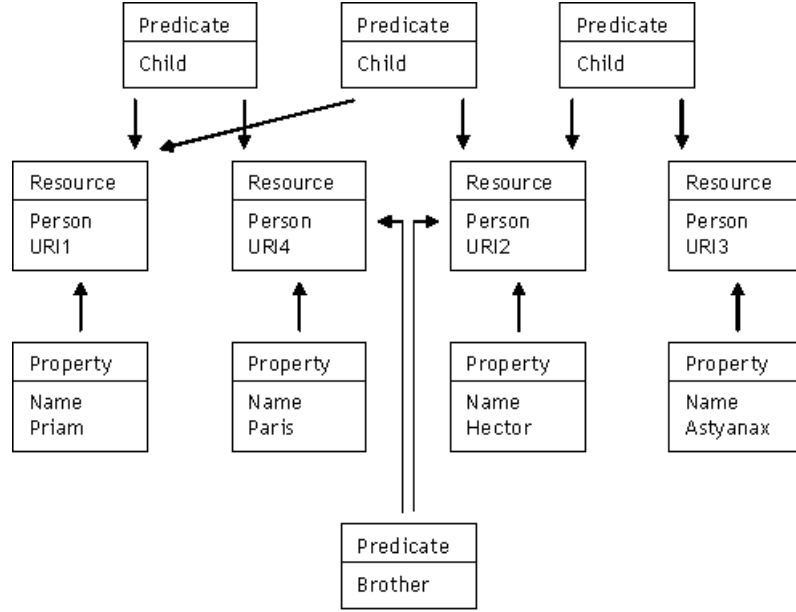 Predicate
Child
Predicate
Child
Predicate
Child
Resource
Person
URI1
Resource
Person
URI4
Resource
Person
URI2
Resource
Person
URI3
Property
Name
Priam
Property
Name
Paris
Property
Name
Hector
Property
Name
Astyanax
Predicate
Brother